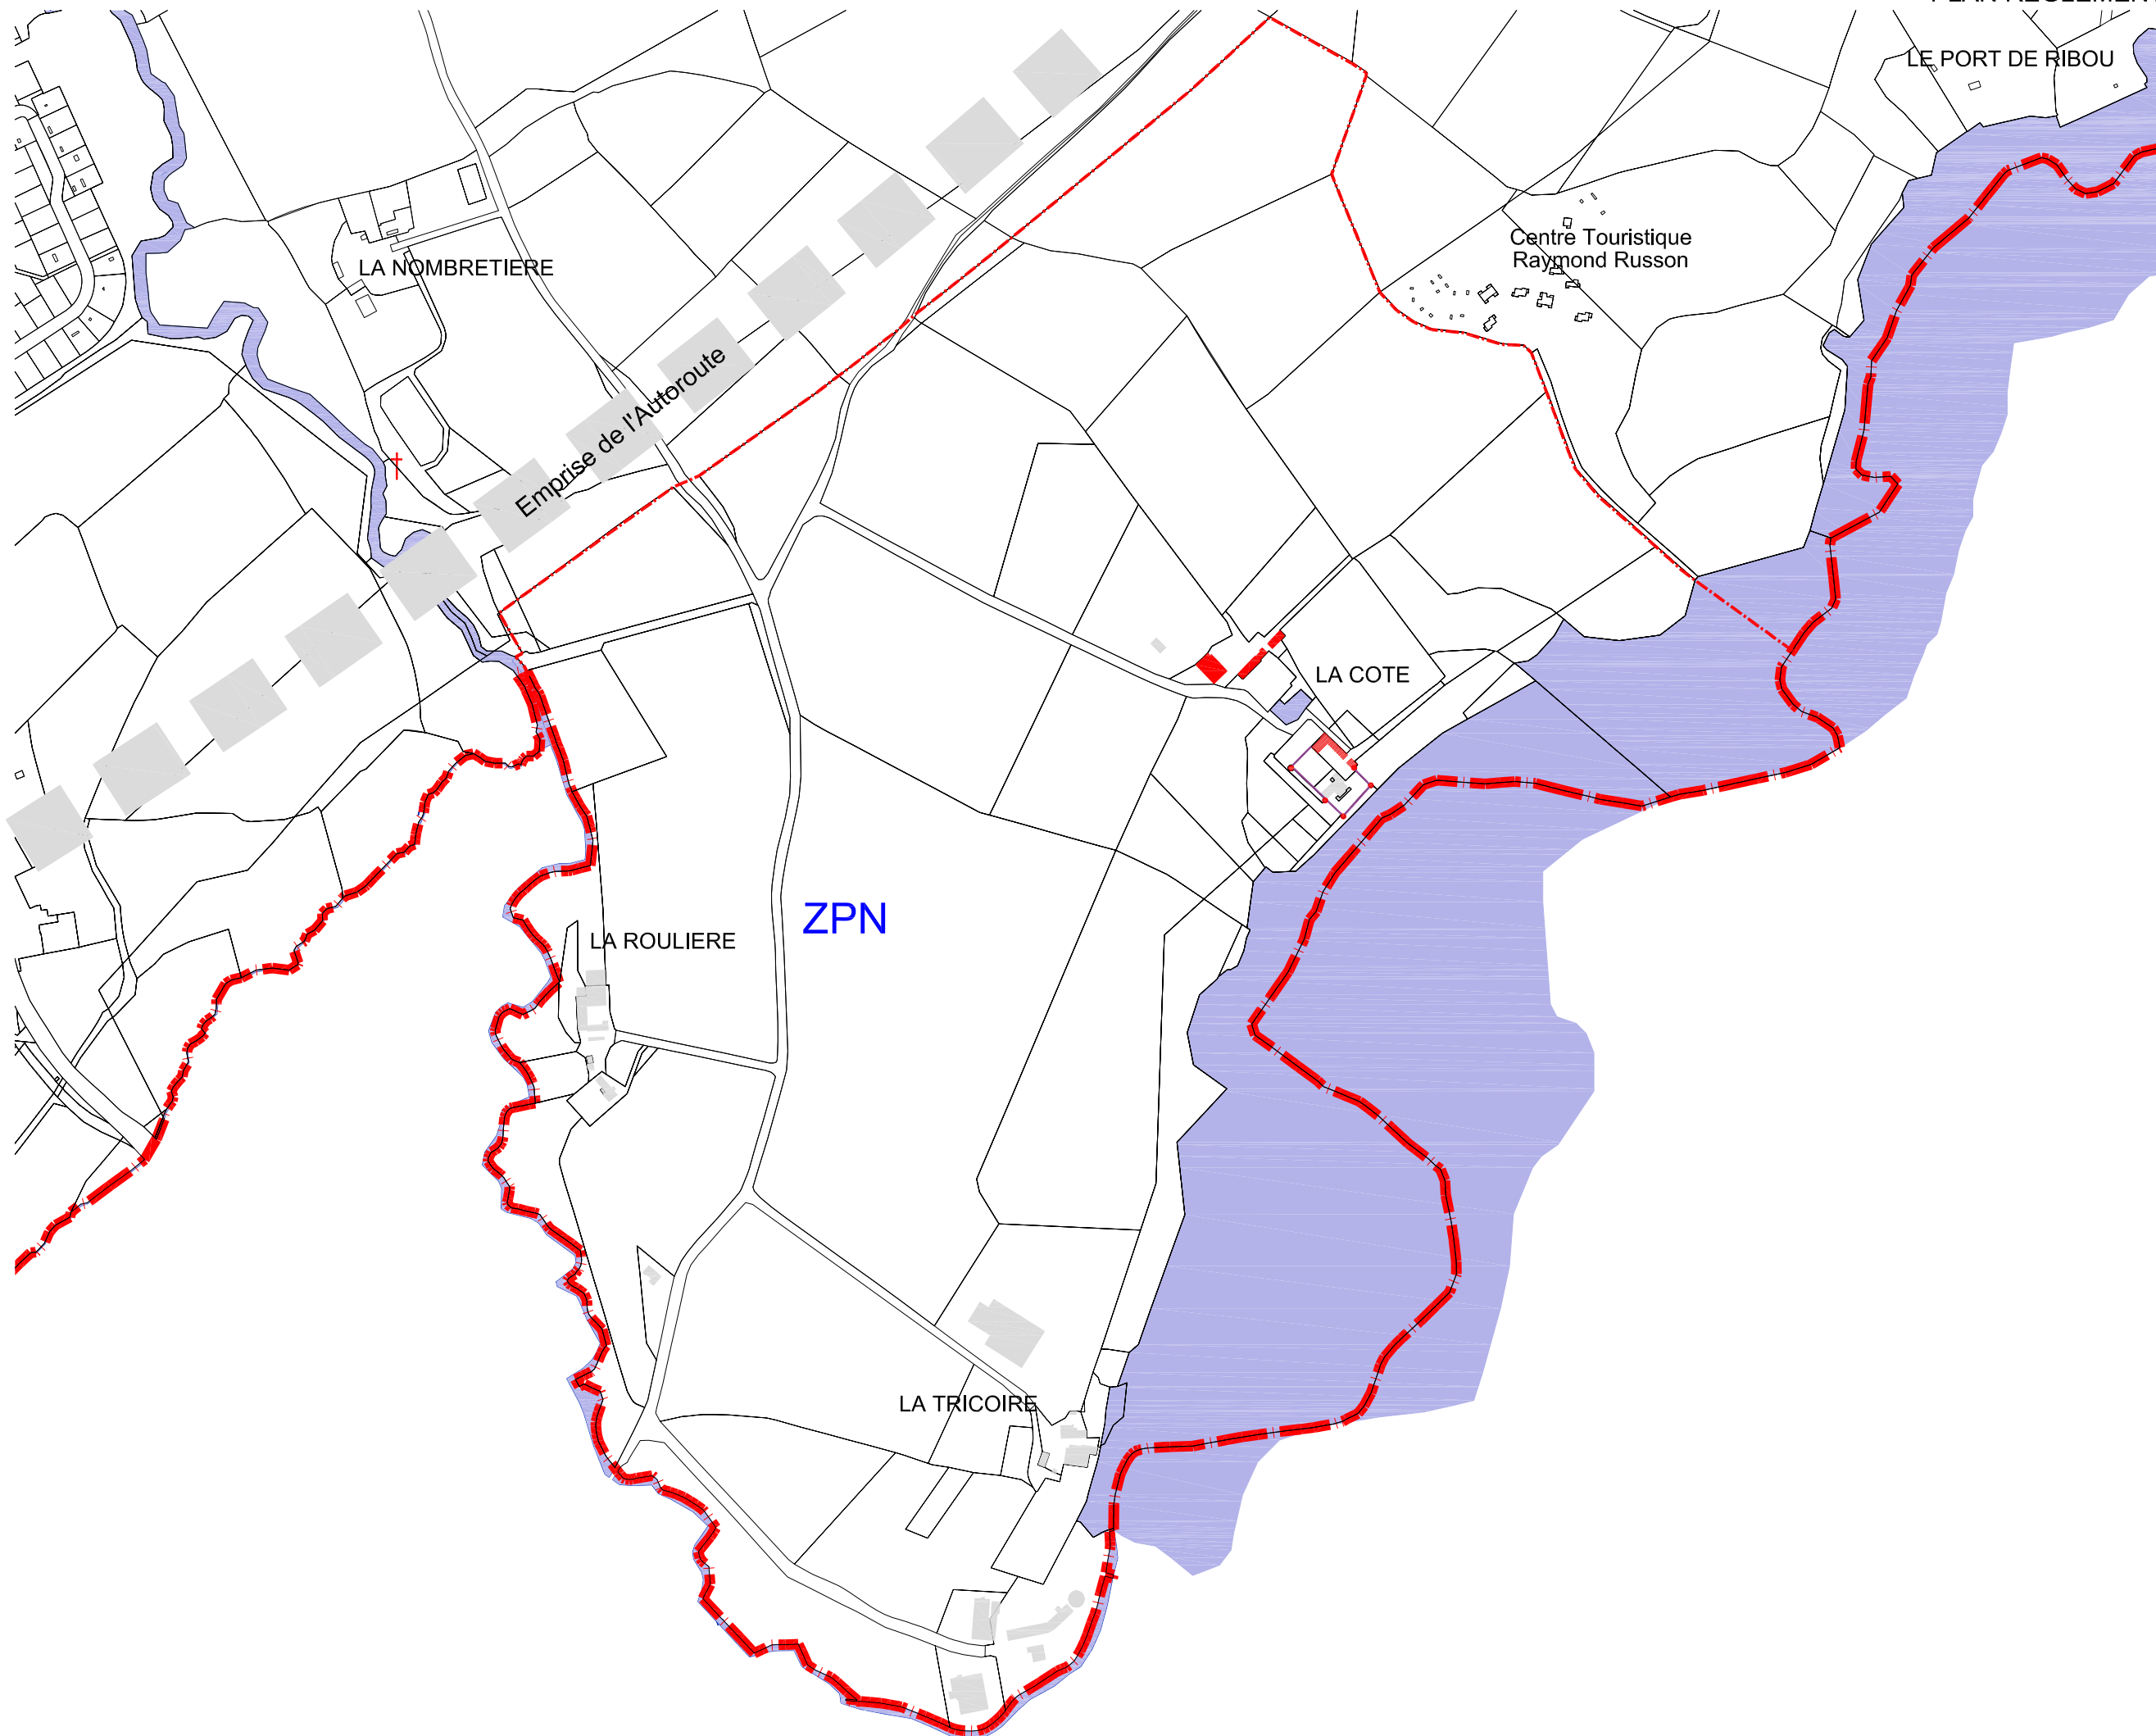 LE PORT DE RIBOU
Centre Touristique
Raymond Russon
LA NOMBRETIERE
Emprise de l'Autoroute
LA COTE
ZPN
LA ROULIERE
LA TRICOIRE